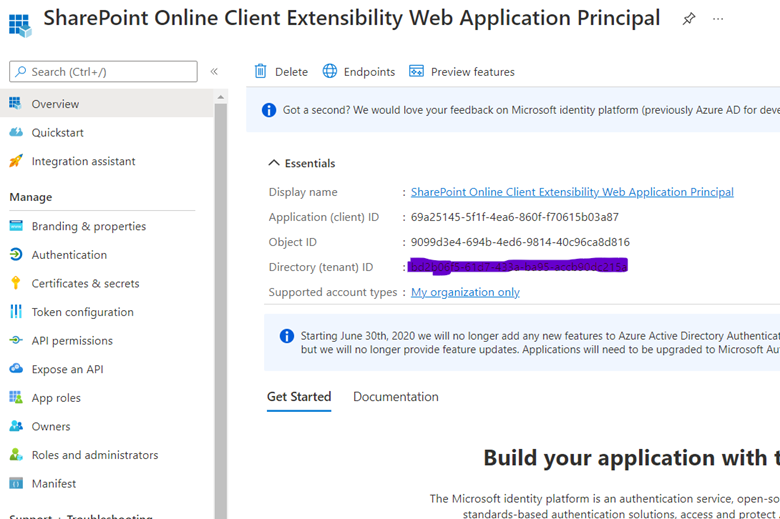 SharePoint Online Client Extensibility Web Application Principal
Search (Ctrl+/)
Delete
Endpoints
Preview features
Overview
Quickstart
Integration assistant
Manage
Branding & properties
Authentication
Certificates & secrets
Token configuration
API permissions
Expose an API
App roles
Owners
Roles and administrators
Manifest
Support + Troubleshooting
Got a second? We would love your feedback on Microsoft identity platform (previously Azure AD for deve
Essentials
Display name : SharePoint Online Client Extensibility Web Application Principal
Application (client) ID : 69a25145-5f1f-4ea6-860f-f70615b03a87
Object ID : 9099d3e4-694b-4ed6-9814-40c96ca8d816
Directory (tenant) ID :
Supported account types : My organization only
Starting June 30th, 2020 we will no longer add any new features to Azure Active Directory Authenticat
but we will no longer provide feature updates. Applications will need to be upgraded to Microsoft Aut
Get Started
Documentation
Build your application with t
The Microsoft identity platform is an authentication service, open-so
standards-based authentication solutions, access and protect